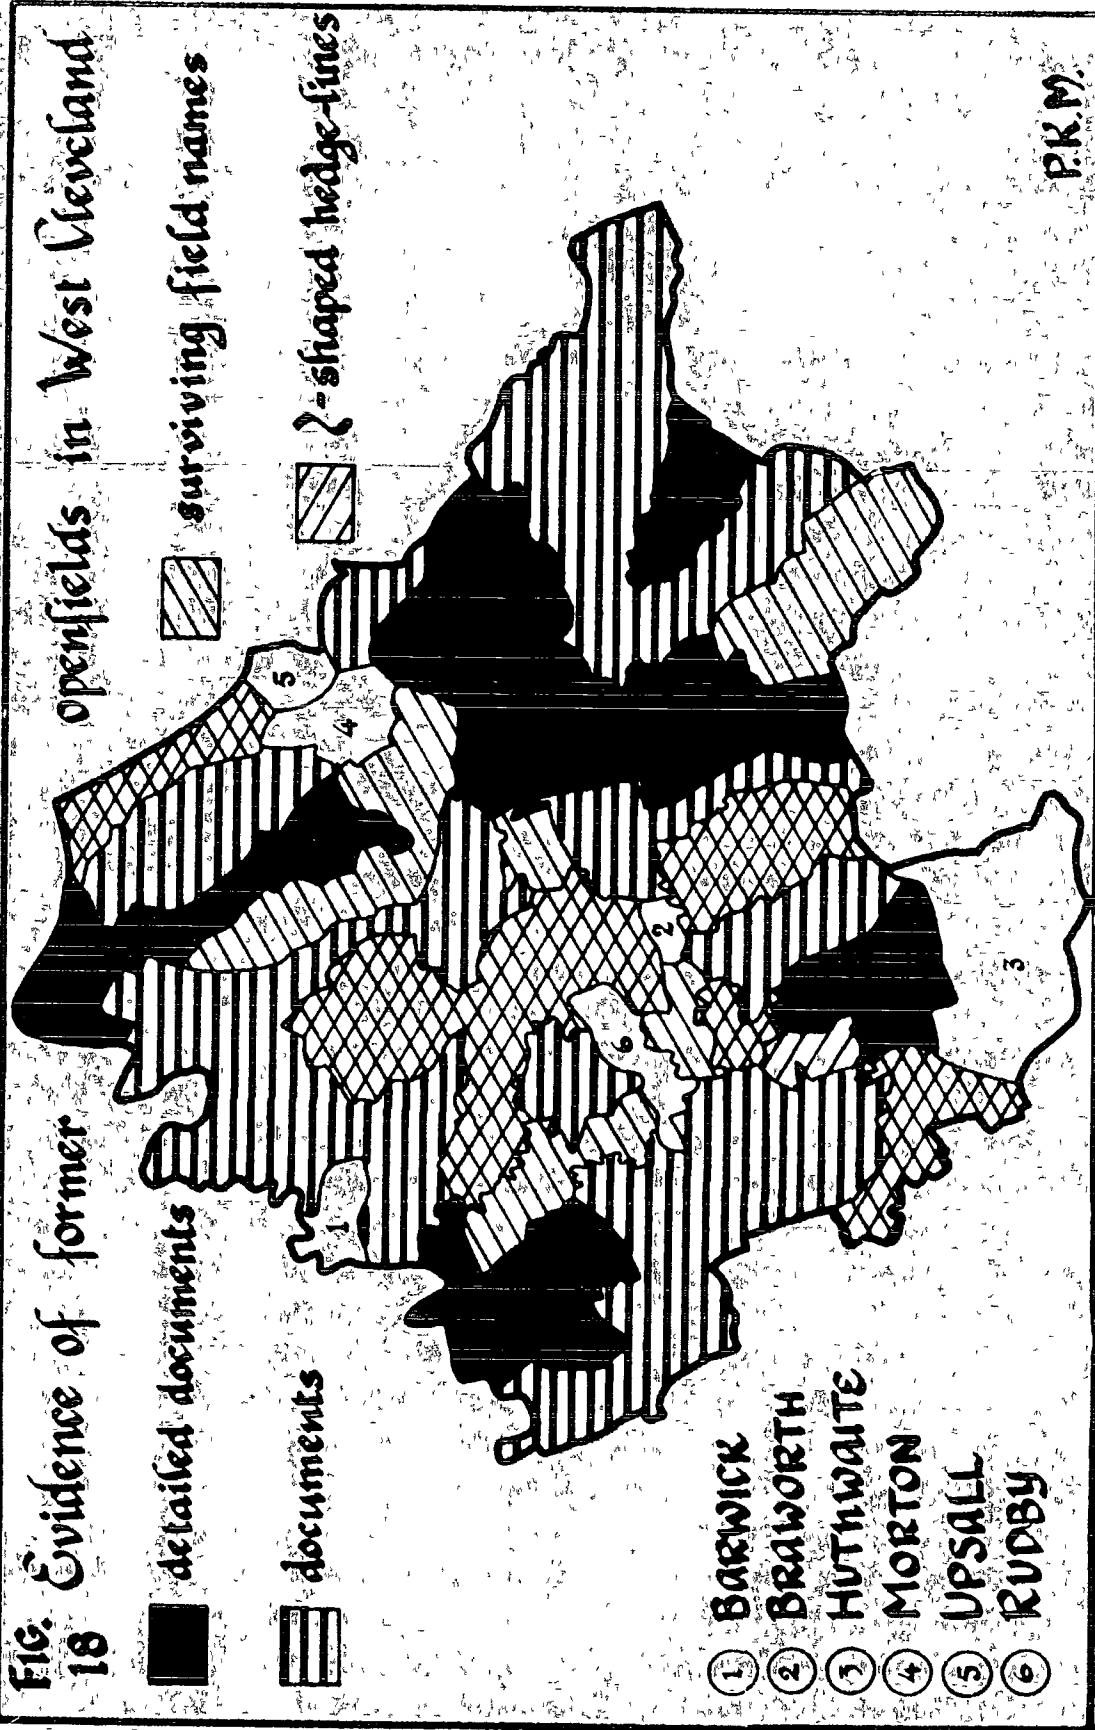 FIG. 18 Evidence of former openfields in West Cleveland
detailed documents
surviving field names
documents
ʅ-shaped hedge-lines
1 BARWICK
2 BRAWORTH
3 HUTHWAITE
4 MORTON
5 UPSALL
6 RUDBY
1
2
3
4
5
6
P.K.M.